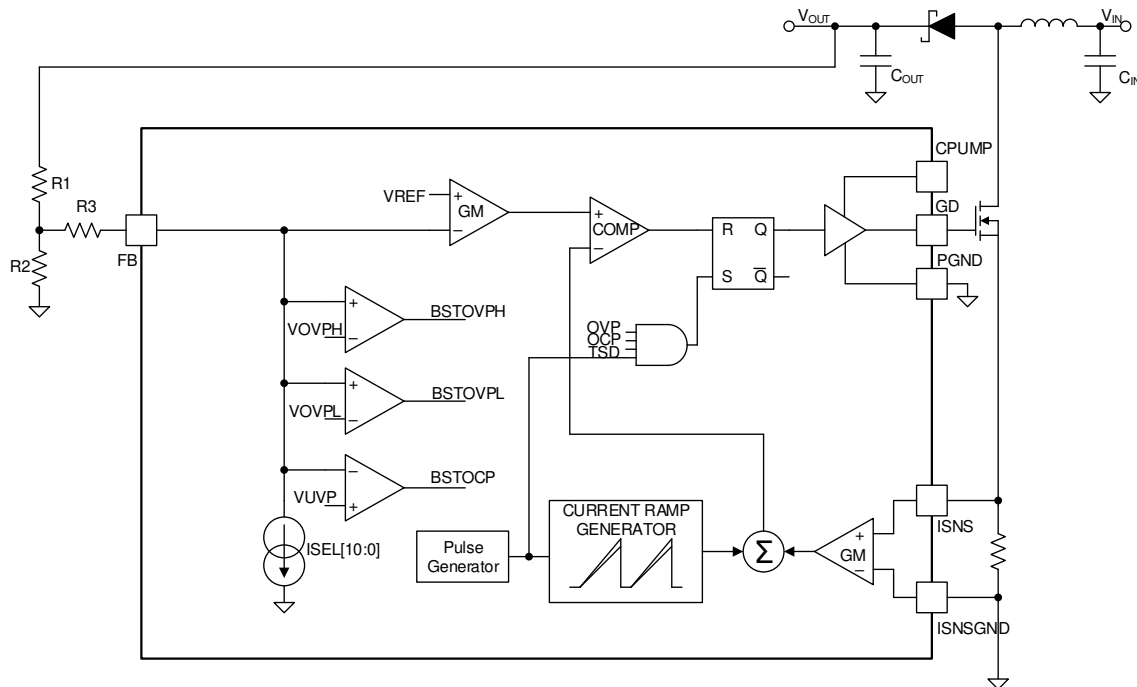 VOUT
VIN
COUT
CIN
CPUMP
R1
VREF
+
GM
−
+
COMP
−
R
Q
S
Q
GD
R3
FB
R2
PGND
+
VOVPH
−
BSTOVPH
OVP
OCP
TSD
+
VOVPL
−
BSTOVPL
−
VUVP
+
BSTOCP
ISEL[10:0]
Pulse
Generator
CURRENT RAMP
GENERATOR
Σ
+
GM
−
ISNS
ISNSGND